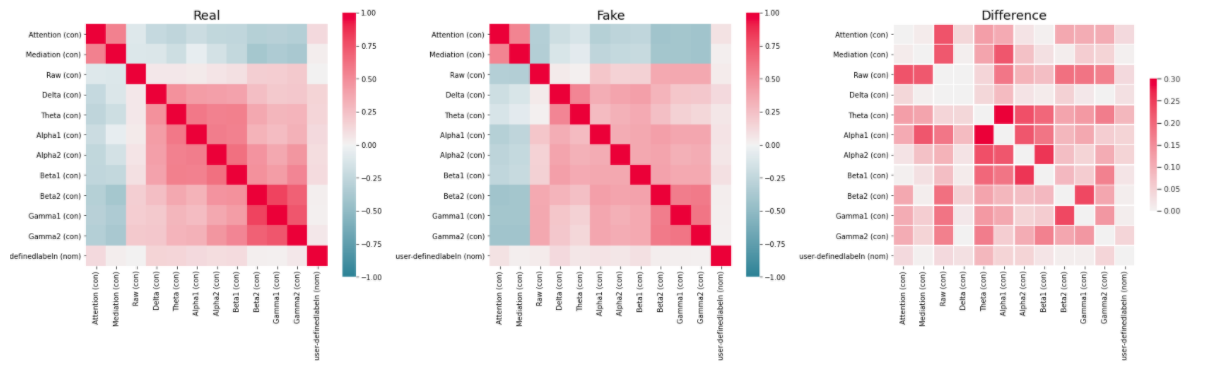 Real
Attention (con)
Mediation (con)
Raw (con)
Delta (con)
Theta (con)
Alpha1 (con)
Alpha2 (con)
Beta1 (con)
Beta2 (con)
Gamma1 (con)
Gamma2 (con)
definedlabeln (nom)
Attention (con)
Mediation (con)
Raw (con)
Delta (con)
Theta (con)
Alpha1 (con)
Alpha2 (con)
Beta1 (con)
Beta2 (con)
Gamma1 (con)
Gamma2 (con)
user-definedlabeln (nom)
1.00
0.75
0.50
0.25
0.00
−0.25
−0.50
−0.75
−1.00
Fake
Attention (con)
Mediation (con)
Raw (con)
Delta (con)
Theta (con)
Alpha1 (con)
Alpha2 (con)
Beta1 (con)
Beta2 (con)
Gamma1 (con)
Gamma2 (con)
user-definedlabeln (nom)
Attention (con)
Mediation (con)
Raw (con)
Delta (con)
Theta (con)
Alpha1 (con)
Alpha2 (con)
Beta1 (con)
Beta2 (con)
Gamma1 (con)
Gamma2 (con)
user-definedlabeln (nom)
1.00
0.75
0.50
0.25
0.00
−0.25
−0.50
−0.75
−1.00
Difference
Attention (con)
Mediation (con)
Raw (con)
Delta (con)
Theta (con)
Alpha1 (con)
Alpha2 (con)
Beta1 (con)
Beta2 (con)
Gamma1 (con)
Gamma2 (con)
user-definedlabeln (nom)
Attention (con)
Mediation (con)
Raw (con)
Delta (con)
Theta (con)
Alpha1 (con)
Alpha2 (con)
Beta1 (con)
Beta2 (con)
Gamma1 (con)
Gamma2 (con)
user-definedlabeln (nom)
0.30
0.25
0.20
0.15
0.10
0.05
0.00